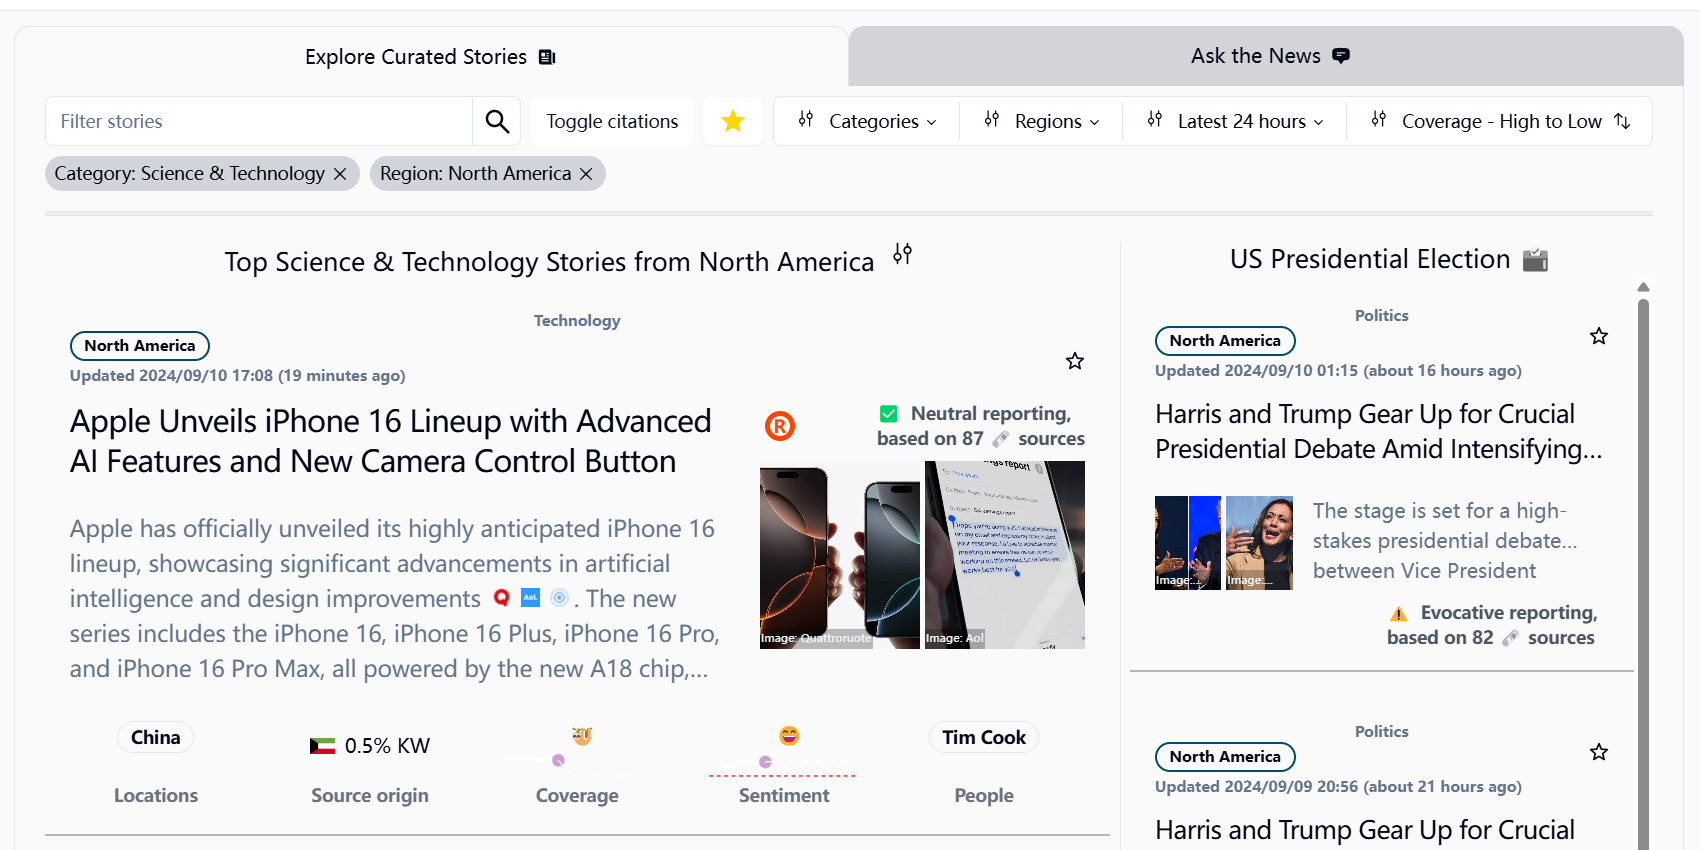 Explore Curated Stories
Ask the News
Filter stories
Toggle citations
Categories
Regions
Latest 24 hours
Coverage - High to Low
Category: Science & Technology
Region: North America
Top Science & Technology Stories from North America
Technology
North America
Updated 2024/09/10 17:08 (19 minutes ago)
Apple Unveils iPhone 16 Lineup with Advanced
AI Features and New Camera Control Button
R
Neutral reporting,
based on 87 sources
Apple has officially unveiled its highly anticipated iPhone 16
lineup, showcasing significant advancements in artificial
intelligence and design improvements Q Aol. . The new
series includes the iPhone 16, iPhone 16 Plus, iPhone 16 Pro,
and iPhone 16 Pro Max, all powered by the new A18 chip,...
Image: Quattroruote
Image: Aol
China
0.5% KW
Tim Cook
Locations
Source origin
Coverage
Sentiment
People
US Presidential Election
Politics
North America
Updated 2024/09/10 01:15 (about 16 hours ago)
Harris and Trump Gear Up for Crucial
Presidential Debate Amid Intensifying...
Image:...
Image:...
The stage is set for a high-
stakes presidential debate...
between Vice President
Evocative reporting,
based on 82 sources
Politics
North America
Updated 2024/09/09 20:56 (about 21 hours ago)
Harris and Trump Gear Up for Crucial